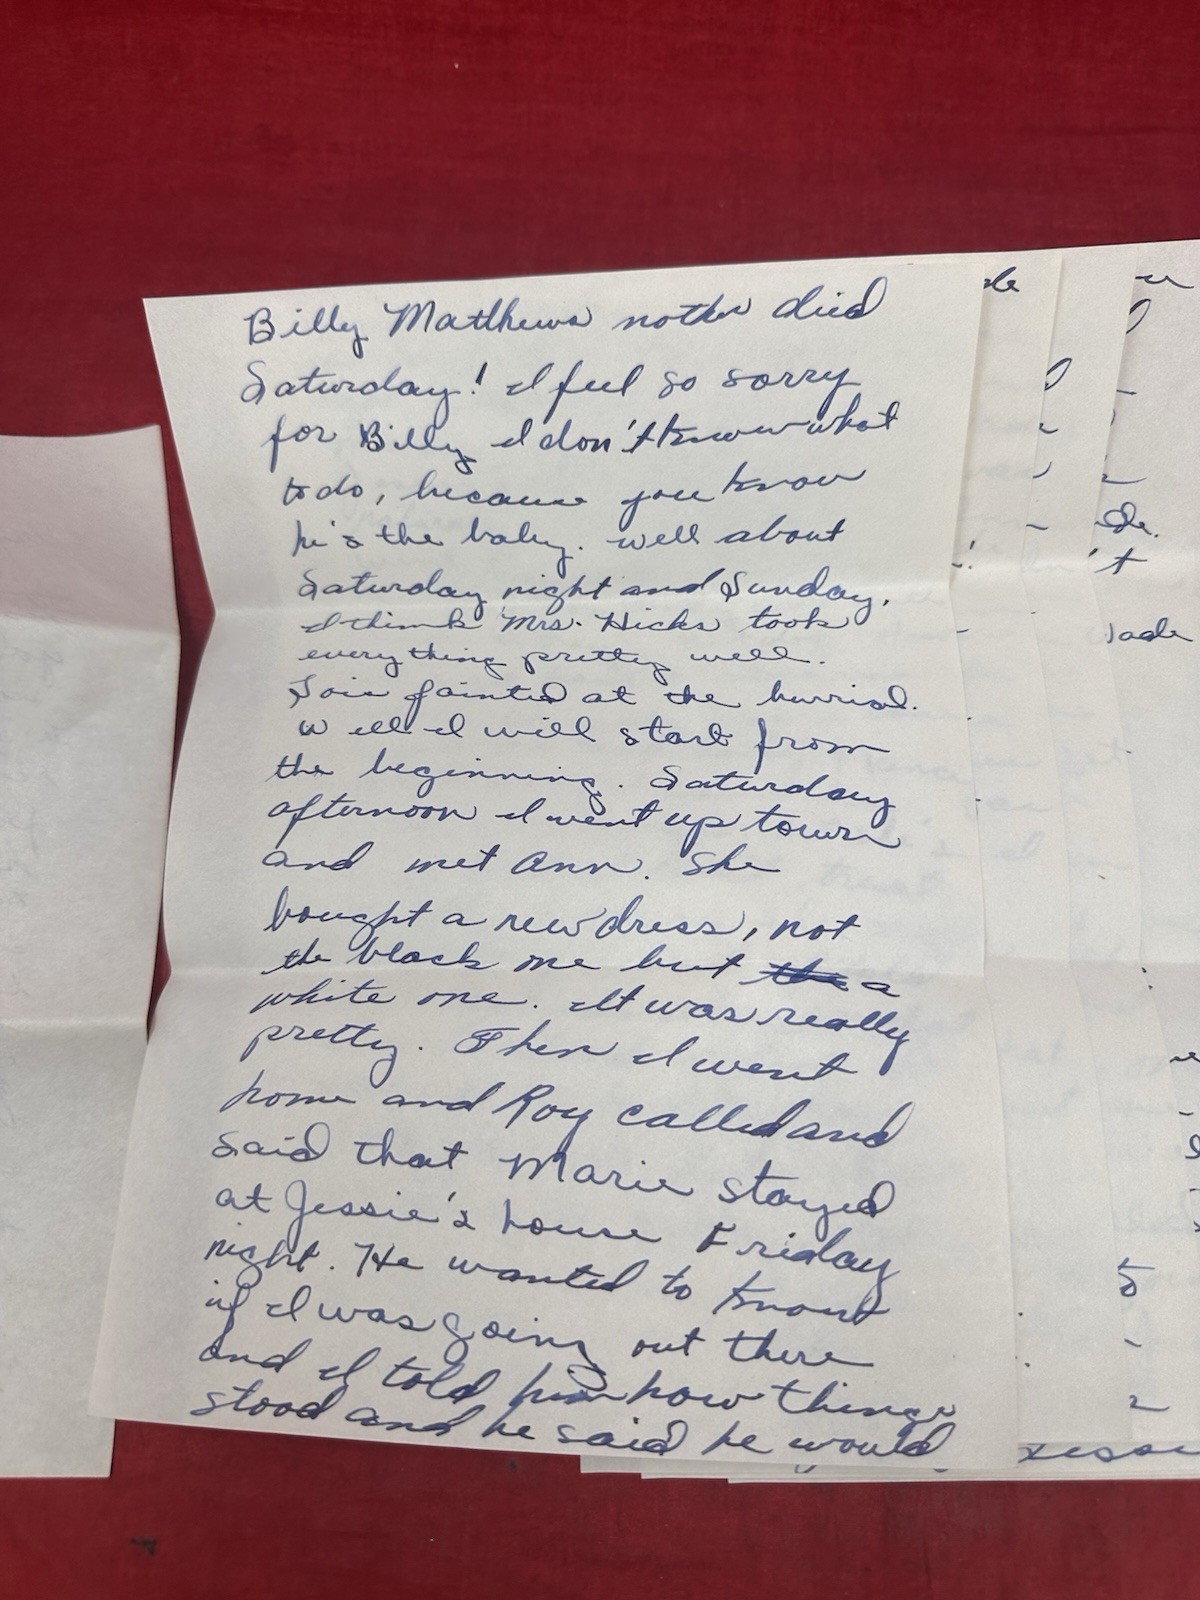 Billy Matthews nother died
Saturday! I feel so sorry
for Billy I don't know what
to do, because you know
he's the baby. Well about
Saturday night and Sunday,
I think Mrs. Hicks took
everything pretty well.
Jois fainted at the burrial.
Well I will start from
the beginning. Saturday
afternoon I went up town
and met Ann. She
bought a new dress, not
the black one but the a
white one. It was really
pretty. Then I went
home and Roy called and
said that Marie stayed
at Jessie's house Friday
night. He wanted to know
if I was going out there
and I told him how things
stood and he said he would